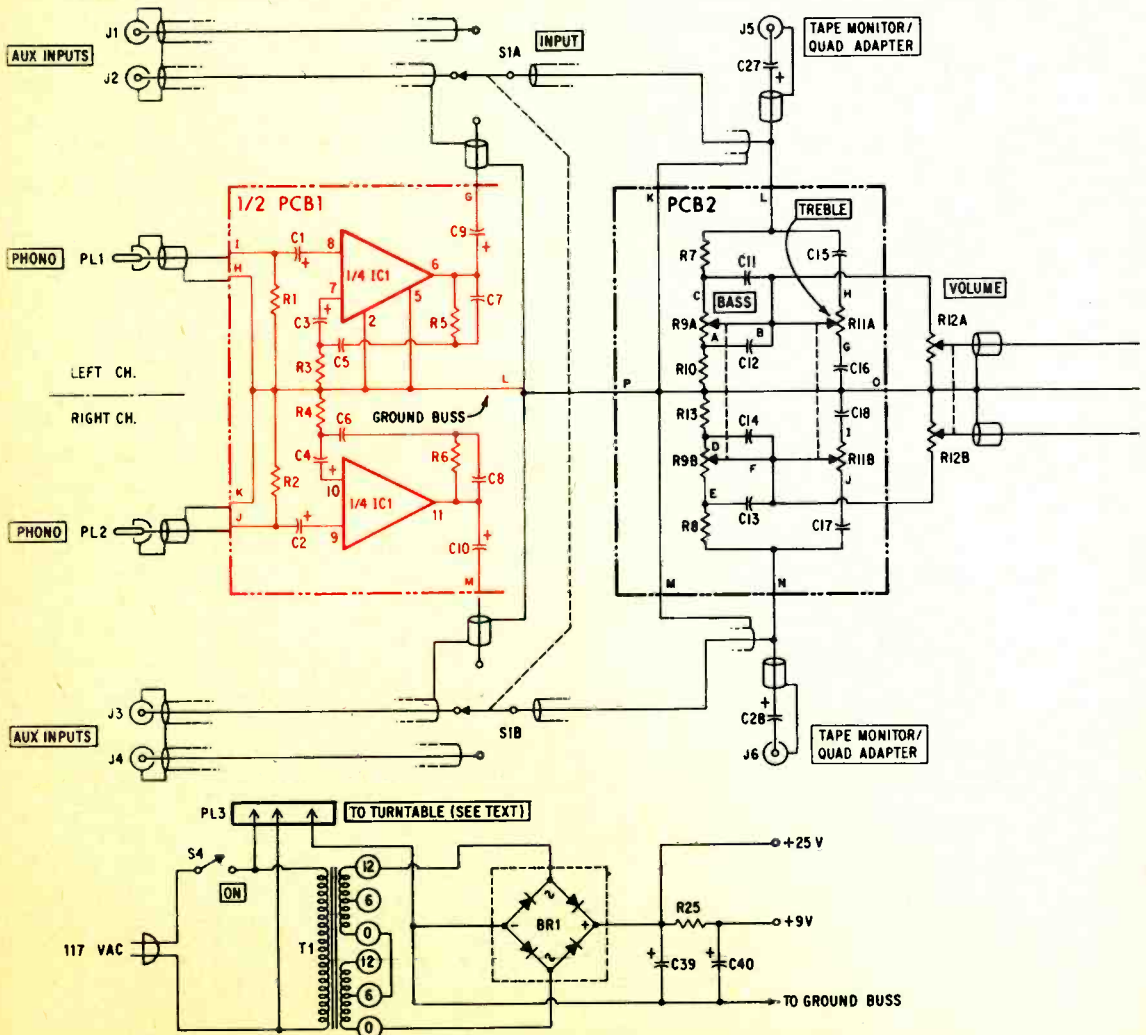 J1
AUX INPUTS
J2
S1A
INPUT
J5
TAPE MONITOR/
QUAD ADAPTER
C27
+
G
K
L
1/2 PCB1
PCB2
TREBLE
PHONO
PL1
I
H
C1
+
8
7
1/4 IC1
6
5
2
C9
+
C7
R1
C3
+
R5
C5
R3
R7
C11
C15
C
BASS
H
R9A
A
B
R11A
C12
G
R10
C16
VOLUME
R12A
LEFT CH.
RIGHT CH.
L
P
O
R4
GROUND BUSS
C6
R13
C18
C14
D
I
R9B
F
R11B
R12B
J
E
C13
R8
C17
C4
+
10
R6
C8
1/4 IC1
11
R2
K
J
PHONO
PL2
C2
+
9
C10
+
M
M
N
J3
AUX INPUTS
J4
S1B
+
C28
J6
TAPE MONITOR/
QUAD ADAPTER
PL3
TO TURNTABLE (SEE TEXT)
S4
ON
12
6
0
12
6
0
T1
117 VAC
~
-
BR1
+
~
+25 V
R25
+9V
+
C39
+
C40
TO GROUND BUSS